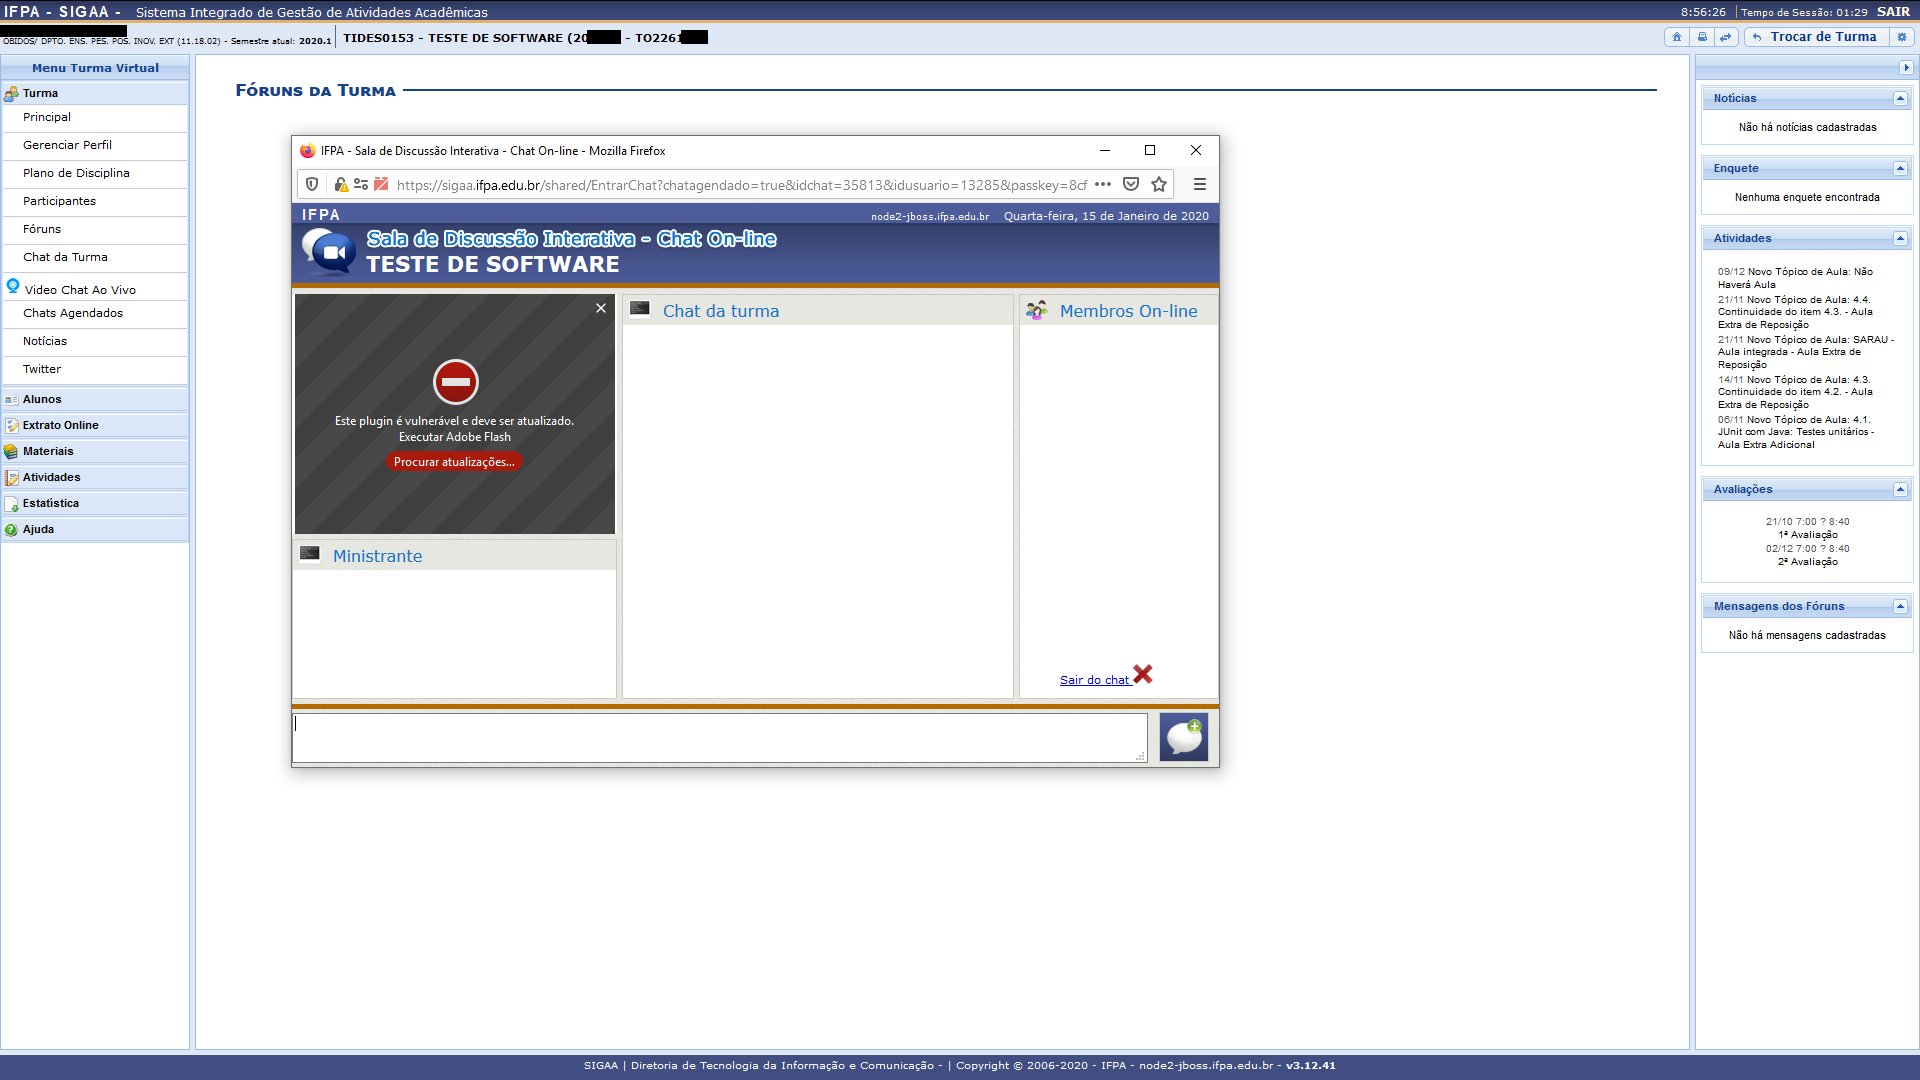 IFPA - SIGAA - Sistema Integrado de Gestão de Atividades Acadêmicas
8:56:26 Tempo de Sessão: 01:29 SAIR
OBIDOS/ DPTO. ENS. PES. POS. INOV. EXT (11.18.02) - Semestre atual: 2020.1
TIDES0153 - TESTE DE SOFTWARE (20 - TO2261
Trocar de Turma
Menu Turma Virtual
Turma
Principal
Gerenciar Perfil
Plano de Disciplina
Participantes
Fóruns
Chat da Turma
Video Chat Ao Vivo
Chats Agendados
Notícias
Twitter
Alunos
Extrato Online
Materiais
Atividades
Estatística
Ajuda
Fóruns da Turma
IFPA - Sala de Discussão Interativa - Chat On-line - Mozilla Firefox
https://sigaa.ifpa.edu.br/shared/EntrarChat?chatagendado=true&idchat=35813&idusuario=13285&passkey=8cf
IFPA
node2-jboss.ifpa.edu.br Quarta-feira, 15 de Janeiro de 2020
Sala de Discussão Interativa - Chat On-line
TESTE DE SOFTWARE
Este plugin é vulnerável e deve ser atualizado.
Executar Adobe Flash
Procurar atualizações...
Ministrante
Chat da turma
Membros On-line
Sair do chat
Notícias
Não há notícias cadastradas
Enquete
Nenhuma enquete encontrada
Atividades
09/12 Novo Tópico de Aula: Não
Haverá Aula
21/11 Novo Tópico de Aula: 4.4.
Continuidade do item 4.3. - Aula
Extra de Reposição
21/11 Novo Tópico de Aula: SARAU -
Aula integrada - Aula Extra de
Reposição
14/11 Novo Tópico de Aula: 4.3.
Continuidade do item 4.2. - Aula
Extra de Reposição
06/11 Novo Tópico de Aula: 4.1.
JUnit com Java: Testes unitários -
Aula Extra Adicional
Avaliações
21/10 7:00 ? 8:40
1ª Avaliação
02/12 7:00 ? 8:40
2ª Avaliação
Mensagens dos Fóruns
Não há mensagens cadastradas
SIGAA | Diretoria de Tecnologia da Informação e Comunicação - | Copyright © 2006-2020 - IFPA - node2-jboss.ifpa.edu.br - v3.12.41